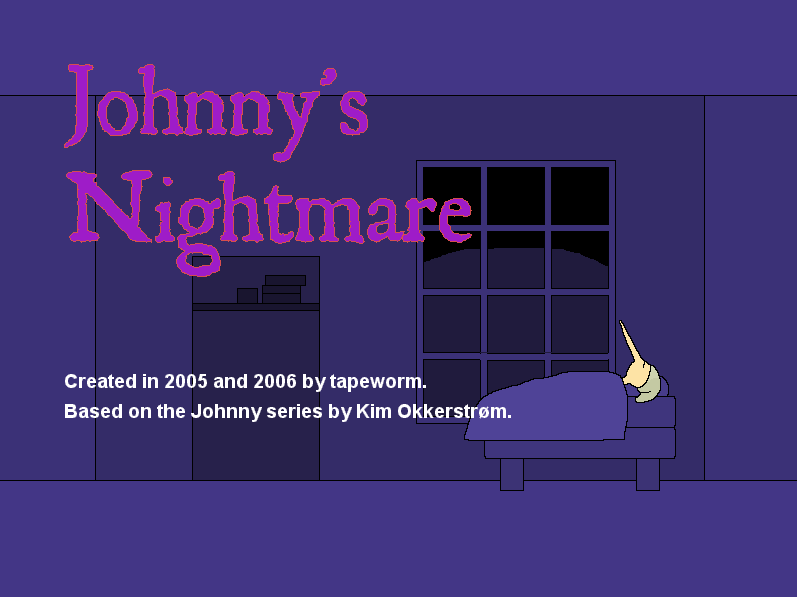 Johnny's
Nightmare
Created in 2005 and 2006 by tapeworm.
Based on the Johnny series by Kim Okkerstrøm.